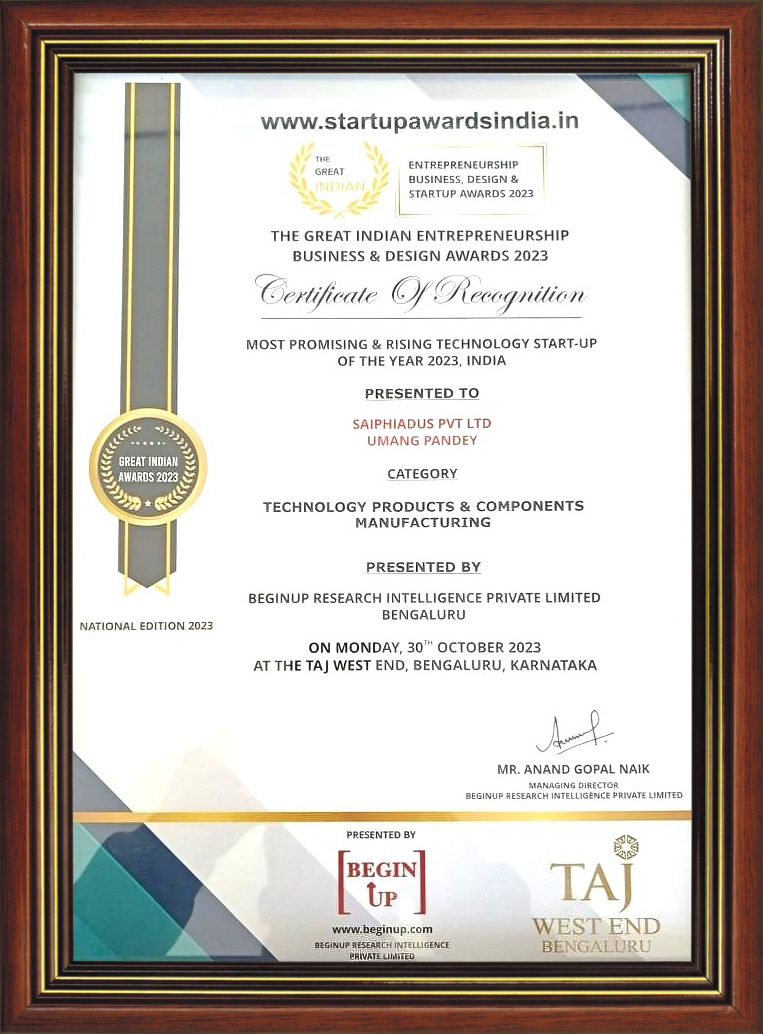 www.startupawardsindia.in
THE
GREAT
INDIAN
ENTREPRENEURSHIP
BUSINESS, DESIGN &
STARTUP AWARDS 2023
THE GREAT INDIAN ENTREPRENEURSHIP
BUSINESS & DESIGN AWARDS 2023
Certificate Of Recognition
MOST PROMISING & RISING TECHNOLOGY START-UP
OF THE YEAR 2023, INDIA
PRESENTED TO
SAIPHIADUS PVT LTD
UMANG PANDEY
CATEGORY
TECHNOLOGY PRODUCTS & COMPONENTS
MANUFACTURING
GREAT INDIAN
AWARDS 2023
PRESENTED BY
BEGINUP RESEARCH INTELLIGENCE PRIVATE LIMITED
BENGALURU
NATIONAL EDITION 2023
ON MONDAY, 30TH OCTOBER 2023
AT THE TAJ WEST END, BENGALURU, KARNATAKA
MR. ANAND GOPAL NAIK
MANAGING DIRECTOR
BEGINUP RESEARCH INTELLIGENCE PRIVATE LIMITED
PRESENTED BY
BEGIN
UP
www.beginup.com
BEGINUP RESEARCH INTELLIGENCE
PRIVATE LIMITED
TAJ
WEST END
BENGALURU